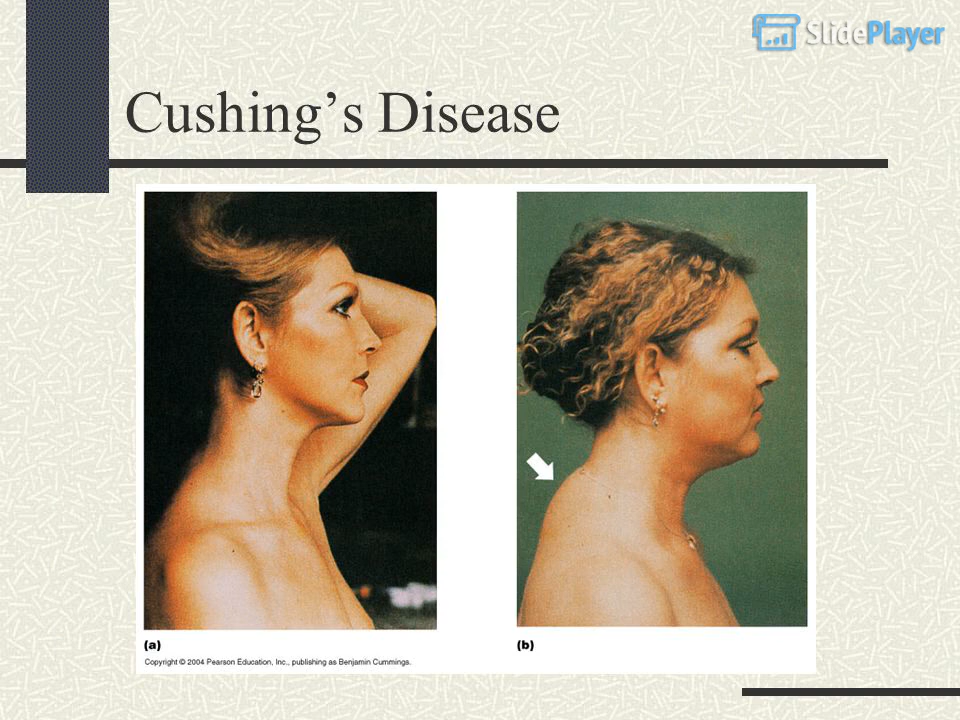 SlidePlayer
Cushing’s Disease
(a)
(b)
Copyright © 2004 Pearson Education, Inc., publishing as Benjamin Cummings.